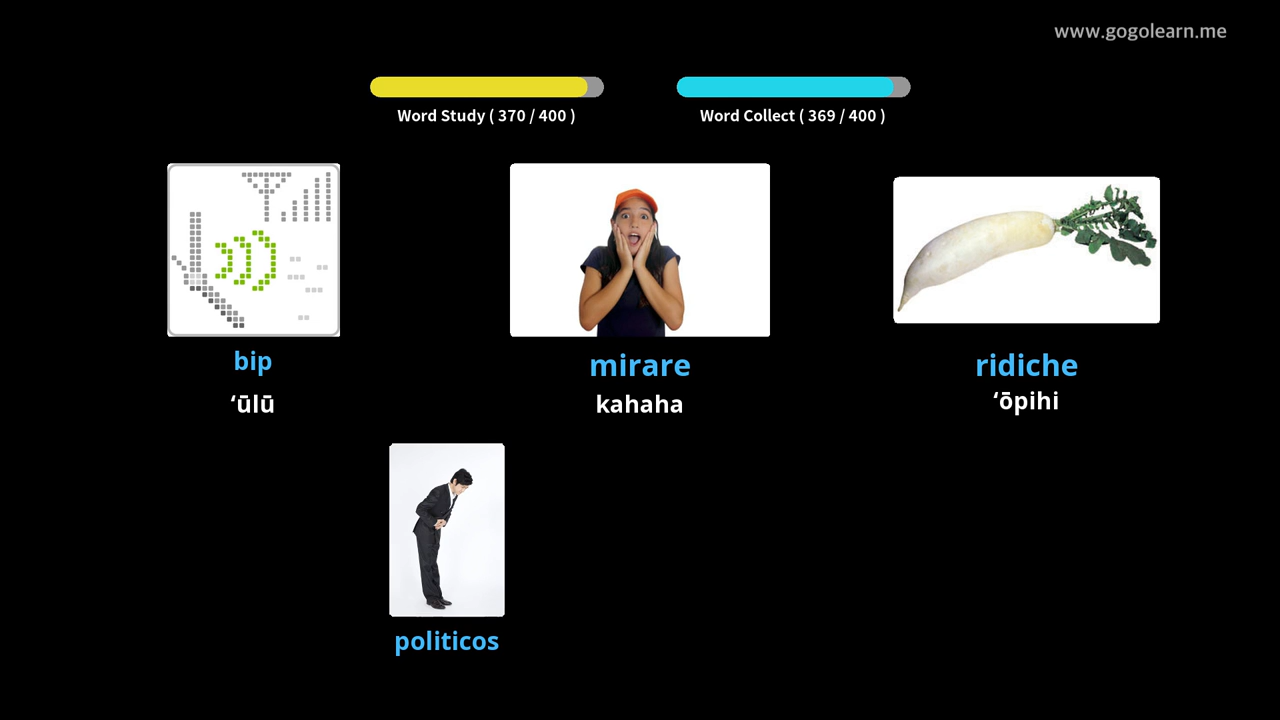 www.gogolearn.me
Word Study ( 370 / 400 )
Word Collect ( 369 / 400 )
bip
ʻūlū
mirare
kahaha
ridiche
ʻōpihi
politicos